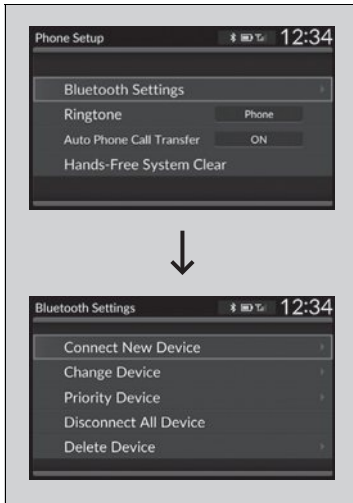 Phone Setup 12:34
Bluetooth Settings
Ringtone Phone
Auto Phone Call Transfer ON
Hands-Free System Clear
Bluetooth Settings 12:34
Connect New Device
Change Device
Priority Device
Disconnect All Device
Delete Device